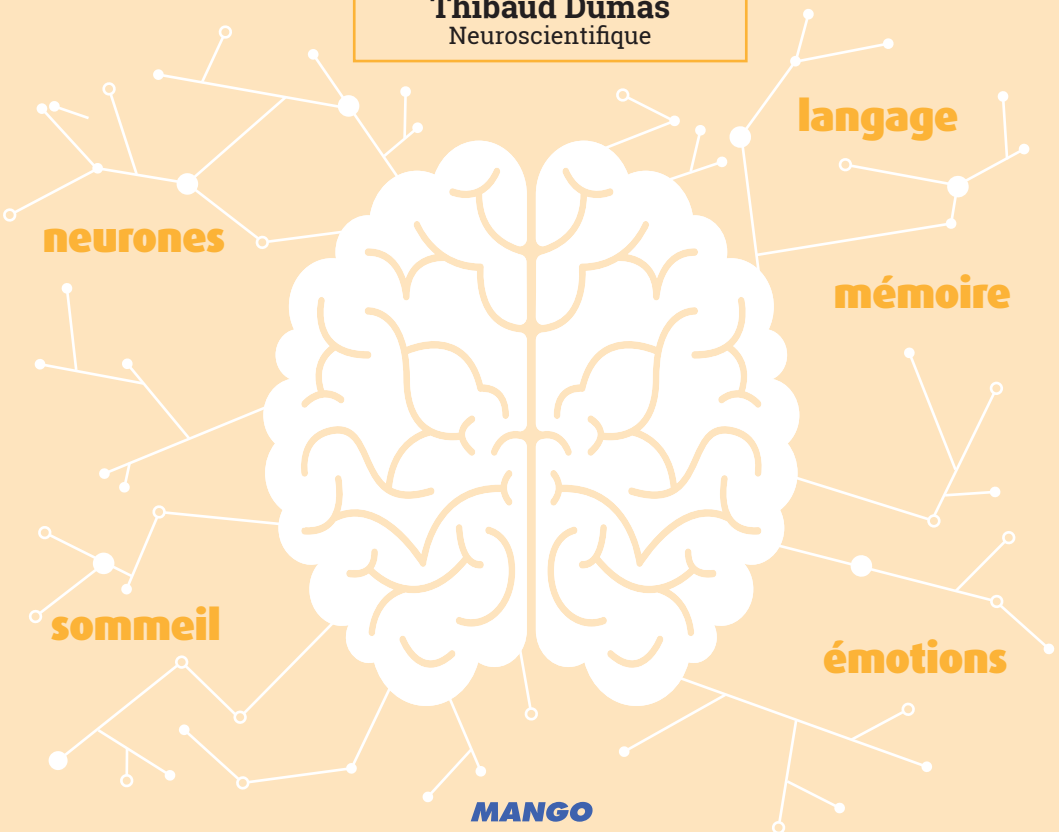 Thibaud Dumas
Neuroscientifique
langage
neurones
mémoire
sommeil
émotions
MANGO